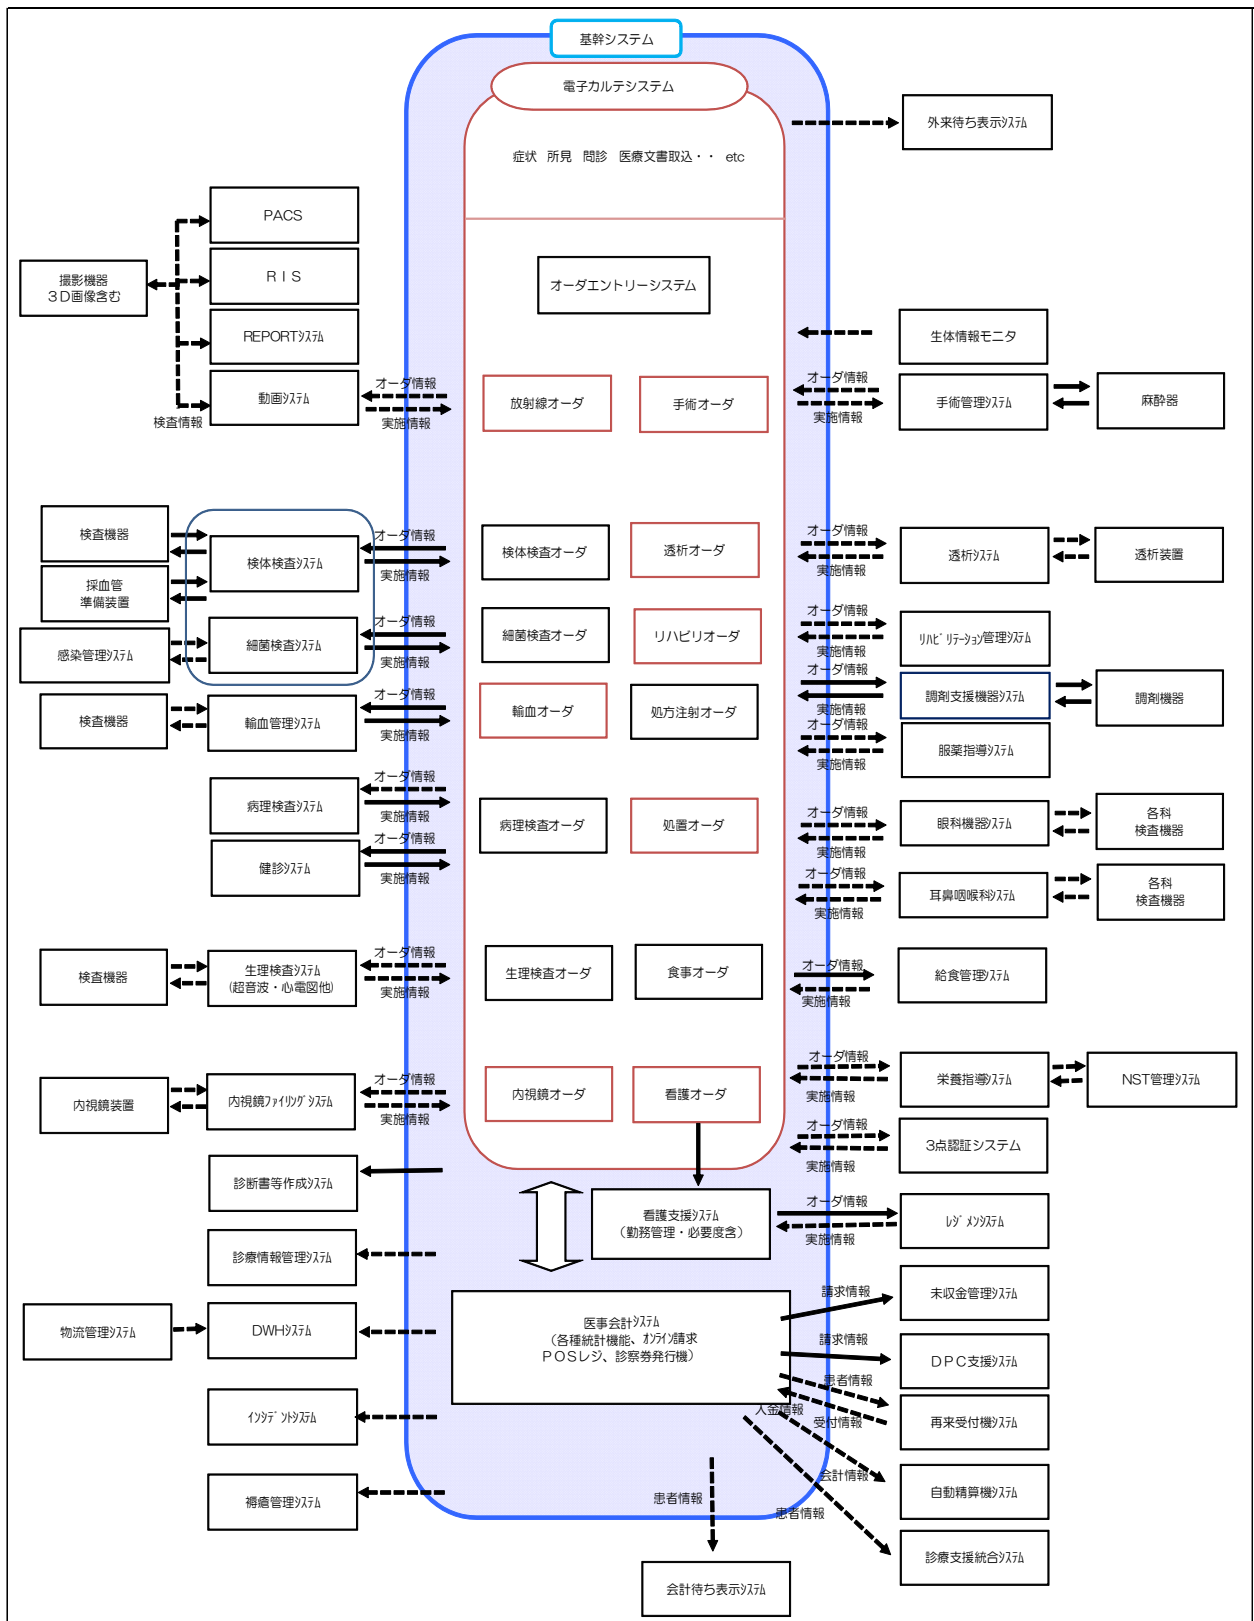 基幹システム
電子カルテシステム
外来待ち表示ｼｽﾃﾑ
症状　所見　問診　医療文書取込・・　etc
PACS
撮影機器
３Ｄ画像含む
ＲＩＳ
オーダエントリーシステム
REPORTｼｽﾃﾑ
生体情報モニタ
動画ｼｽﾃﾑ
検査情報
オーダ情報
実施情報
放射線オーダ
手術オーダ
オーダ情報
実施情報
手術管理ｼｽﾃﾑ
麻酔器
検査機器
採血管
準備装置
検体検査ｼｽﾃﾑ
オーダ情報
実施情報
検体検査オーダ
透析オーダ
オーダ情報
実施情報
透析ｼｽﾃﾑ
透析装置
感染管理ｼｽﾃﾑ
細菌検査ｼｽﾃﾑ
オーダ情報
実施情報
細菌検査オーダ
リハビリオーダ
オーダ情報
実施情報
ﾘﾊﾋﾞﾘﾃｰｼｮﾝ管理ｼｽﾃﾑ
検査機器
輸血管理ｼｽﾃﾑ
オーダ情報
実施情報
輸血オーダ
処方注射オーダ
オーダ情報
実施情報
調剤支援機器ｼｽﾃﾑ
調剤機器
オーダ情報
実施情報
服薬指導ｼｽﾃﾑ
病理検査ｼｽﾃﾑ
オーダ情報
実施情報
病理検査オーダ
処置オーダ
オーダ情報
実施情報
眼科機器ｼｽﾃﾑ
各科
検査機器
健診ｼｽﾃﾑ
オーダ情報
実施情報
オーダ情報
実施情報
耳鼻咽喉科ｼｽﾃﾑ
各科
検査機器
検査機器
生理検査ｼｽﾃﾑ
(超音波・心電図他)
オーダ情報
実施情報
生理検査オーダ
食事オーダ
オーダ情報
実施情報
給食管理ｼｽﾃﾑ
内視鏡装置
内視鏡ﾌｧｲﾘﾝｸﾞｼｽﾃﾑ
オーダ情報
実施情報
内視鏡オーダ
看護オーダ
オーダ情報
実施情報
栄養指導ｼｽﾃﾑ
NST管理ｼｽﾃﾑ
オーダ情報
実施情報
3点認証システム
診断書等作成ｼｽﾃﾑ
看護支援ｼｽﾃﾑ
（勤務管理・必要度含）
オーダ情報
実施情報
ﾚｼﾞﾒﾝｼｽﾃﾑ
診療情報管理ｼｽﾃﾑ
物流管理ｼｽﾃﾑ
DWHｼｽﾃﾑ
医事会計ｼｽﾃﾑ
（各種統計機能、ｵﾝﾗｲﾝ請求
ＰＯＳレジ、診察券発行機）
請求情報
未収金管理ｼｽﾃﾑ
請求情報
ＤＰＣ支援ｼｽﾃﾑ
患者情報
受付情報
再来受付機ｼｽﾃﾑ
入金情報
ｲﾝｼﾃﾞﾝﾄｼｽﾃﾑ
会計情報
自動精算機ｼｽﾃﾑ
褥瘡管理ｼｽﾃﾑ
患者情報
患者情報
診療支援統合ｼｽﾃﾑ
会計待ち表示ｼｽﾃﾑ